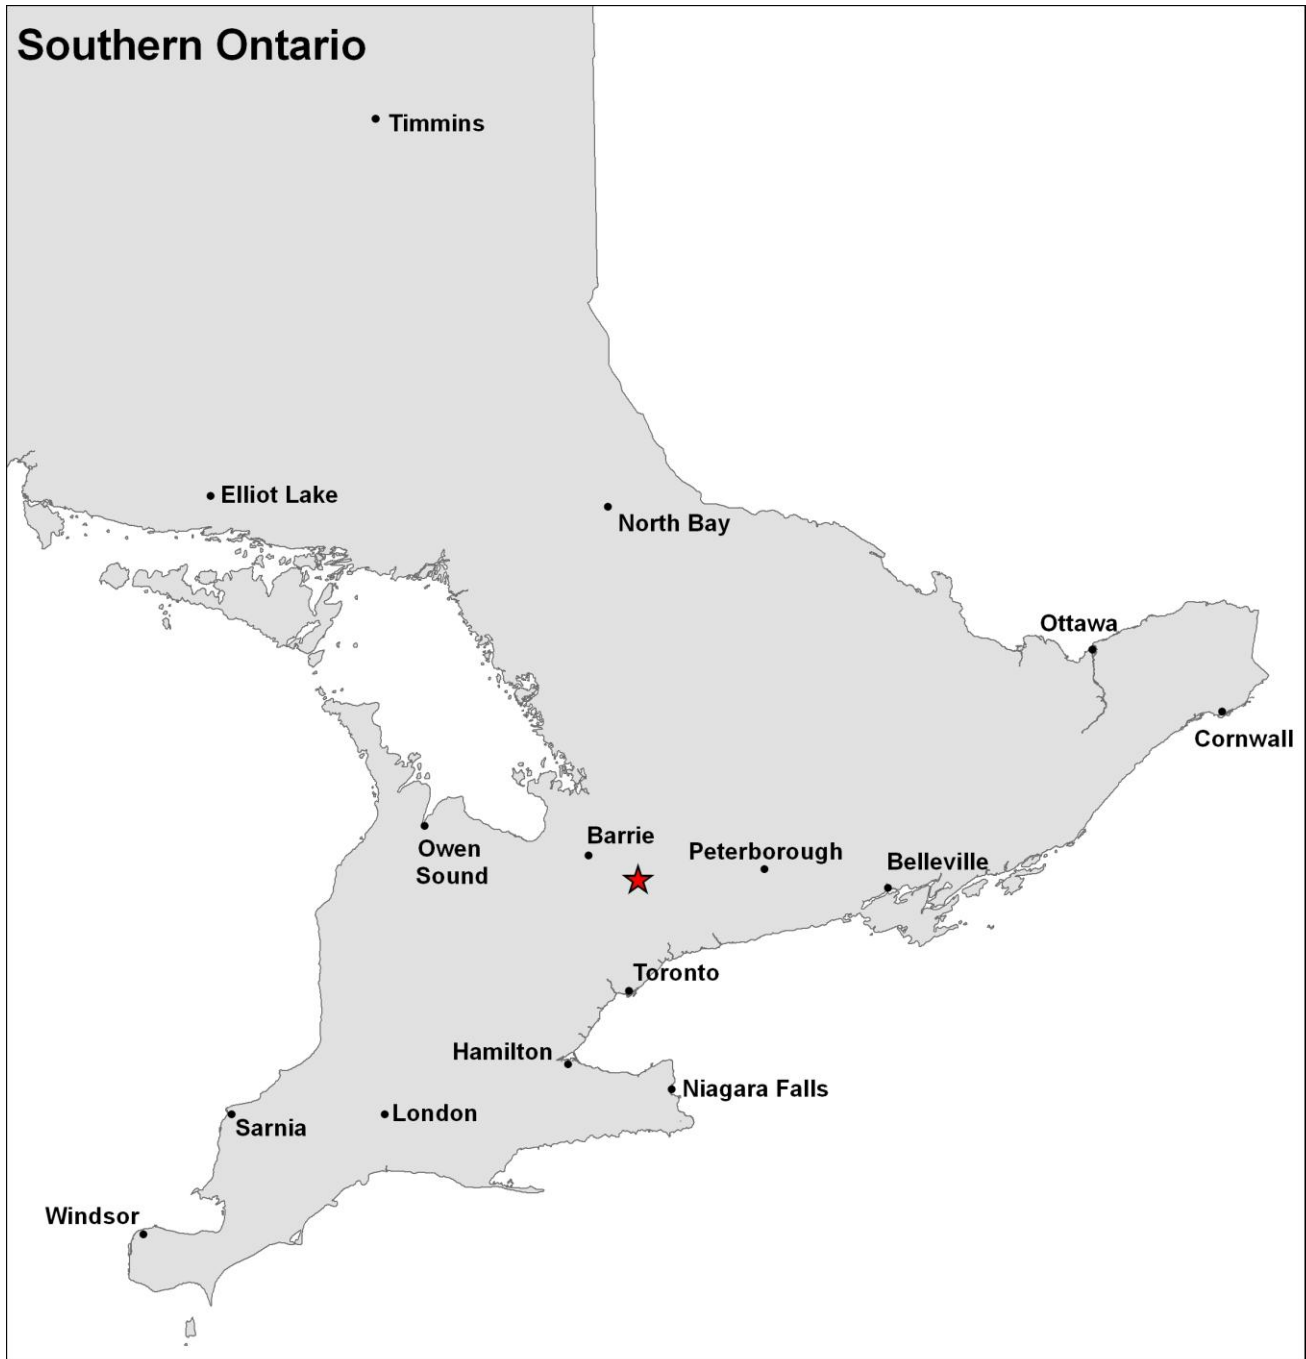 Southern Ontario
Timmins
Elliot Lake
North Bay
Ottawa
Cornwall
Barrie
Owen
Sound
Peterborough
Belleville
Toronto
Hamilton
Niagara Falls
London
Sarnia
Windsor